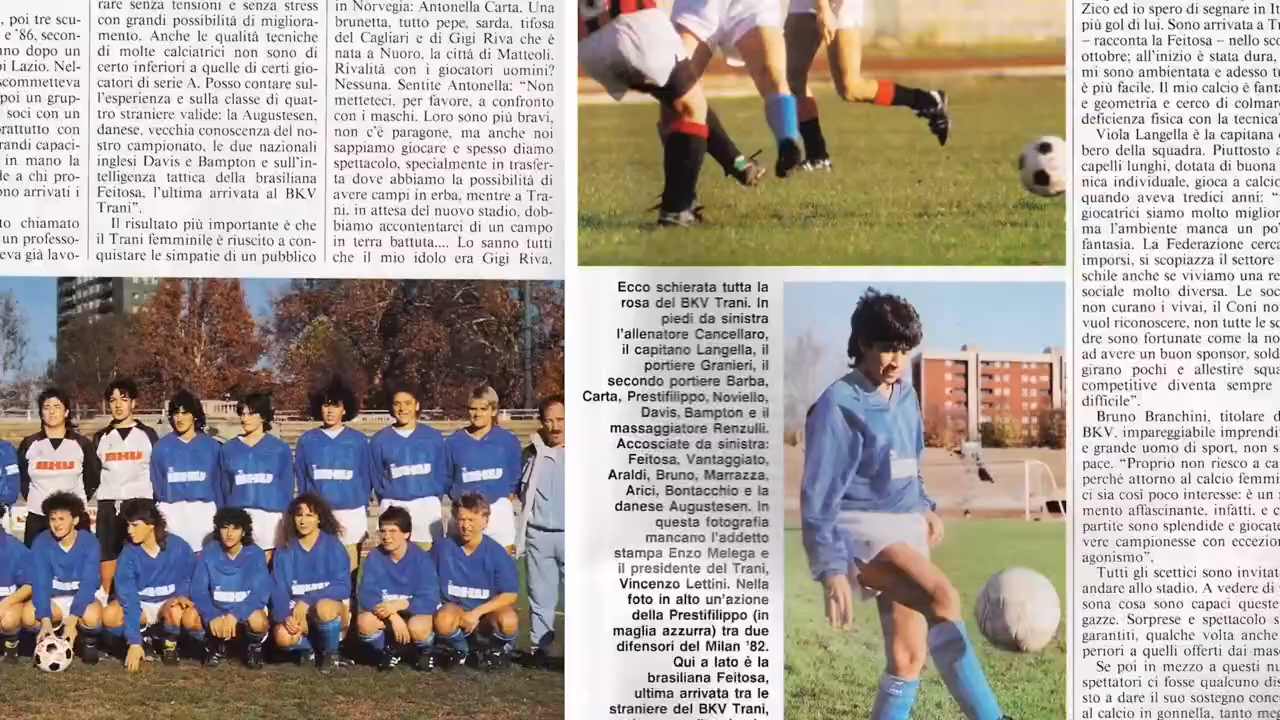 , poi tre scu-
e '86, secon-
no dopo un
oi Lazio. Nel-
scommetteva
poi un grup-
soci con un
prattutto con
randi capaci-
in mano la
de a chi pro-
ono arrivati i
to chiamato
un professo-
eva già lavo-
rare senza tensioni e senza stress
con grandi possibilità di migliora-
mento. Anche le qualità tecniche
di molte calciatrici non sono di
certo inferiori a quelle di certi gio-
catori di serie A. Posso contare sul-
l'esperienza e sulla classe di quat-
tro straniere valide: la Augustesen,
danese, vecchia conoscenza del no-
stro campionato, le due nazionali
inglesi Davis e Bampton e sull'in-
telligenza tattica della brasiliana
Feitosa, l'ultima arrivata al BKV
Trani".
Il risultato più importante è che
il Trani femminile è riuscito a con-
quistare le simpatie di un pubblico
in Norvegia: Antonella Carta. Una
brunetta, tutto pepe, sarda, tifosa
del Cagliari e di Gigi Riva che è
nata a Nuoro, la città di Matteoli.
Rivalità con i giocatori uomini?
Nessuna. Sentite Antonella: "Non
metteteci, per favore, a confronto
con i maschi. Loro sono più bravi,
non c'è paragone, ma anche noi
sappiamo giocare e spesso diamo
spettacolo, specialmente in trasfer-
ta dove abbiamo la possibilità di
avere campi in erba, mentre a Tra-
ni, in attesa del nuovo stadio, dob-
biamo accontentarci di un campo
in terra battuta.... Lo sanno tutti
che il mio idolo era Gigi Riva.
Ecco schierata tutta la
rosa del BKV Trani. In
piedi da sinistra
l'allenatore Cancellaro,
il capitano Langella, il
portiere Granieri, il
secondo portiere Barba,
Carta, Prestifilippo, Noviello,
Davis, Bampton e il
massaggiatore Renzulli.
Accosciate da sinistra:
Feitosa, Vantaggiato,
Araldi, Bruno, Marrazza,
Arici, Bontacchio e la
danese Augustesen. In
questa fotografia
mancano l'addetto
stampa Enzo Melega e
il presidente del Trani,
Vincenzo Lettini. Nella
foto in alto un'azione
della Prestifilippo (in
maglia azzurra) tra due
difensori del Milan '82.
Qui a lato è la
brasiliana Feitosa,
ultima arrivata tra le
straniere del BKV Trani,
Zico ed io spero di segnare in It
più gol di lui. Sono arrivata a T
– racconta la Feitosa – nello sco
ottobre; all'inizio è stata dura,
mi sono ambientata e adesso t
è più facile. Il mio calcio è fant
e geometria e cerco di colmar
deficienza fisica con la tecnica
Viola Langella è la capitana
bero della squadra. Piuttosto a
capelli lunghi, dotata di buona
nica individuale, gioca a calcio
quando aveva tredici anni: "
giocatrici siamo molto miglior
ma l'ambiente manca un po'
fantasia. La Federazione cerca
imporsi, si scopiazza il settore
schile anche se viviamo una re
sociale molto diversa. Le soc
non curano i vivai, il Coni no
vuol riconoscere, non tutte le so
dre sono fortunate come la no
ad avere un buon sponsor, sold
girano pochi e allestire squa
competitive diventa sempre
difficile".
Bruno Branchini, titolare d
BKV, impareggiabile imprendi
e grande uomo di sport, non s
pace. "Proprio non riesco a ca
perchè attorno al calcio femmi
ci sia così poco interesse: è un
mento affascinante, infatti, e c
partite sono splendide e giocat
vere campionesse con eccezion
agonismo".
Tutti gli scettici sono invitat
andare allo stadio. A vedere di
sona cosa sono capaci queste
gazze. Sorprese e spettacolo s
garantiti, qualche volta anche
periori a quelli offerti dai mas
Se poi in mezzo a questi nu
spettatori ci fosse qualcuno dis
sto a dare il suo sostegno conc
al calcio in gonnella, tanto meg